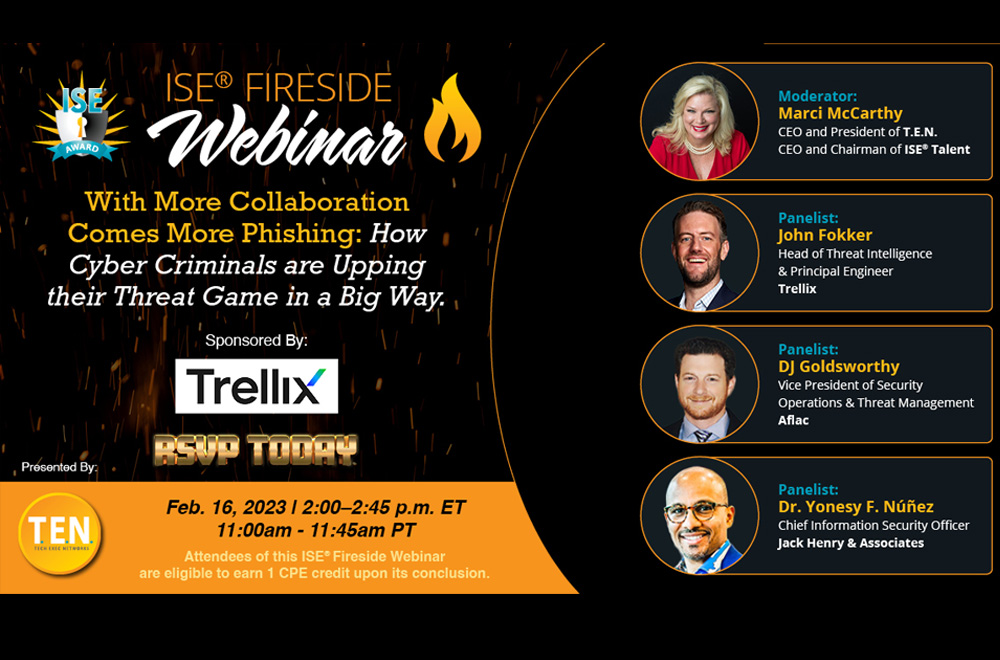 ISE®
AWARD
ISE® FIRESIDE
Webinar
With More Collaboration
Comes More Phishing: How
Cyber Criminals are Upping
their Threat Game in a Big Way.
Sponsored By:
Trellix
RSVP TODAY
Presented By:
T.E.N.
TECH EXEC NETWORKS
Feb. 16, 2023 | 2:00–2:45 p.m. ET
11:00am - 11:45am PT
Attendees of this ISE® Fireside Webinar
are eligible to earn 1 CPE credit upon its conclusion.
Moderator:
Marci McCarthy
CEO and President of T.E.N.
CEO and Chairman of ISE® Talent
Panelist:
John Fokker
Head of Threat Intelligence
& Principal Engineer
Trellix
Panelist:
DJ Goldsworthy
Vice President of Security
Operations & Threat Management
Aflac
Panelist:
Dr. Yonesy F. Núñez
Chief Information Security Officer
Jack Henry & Associates